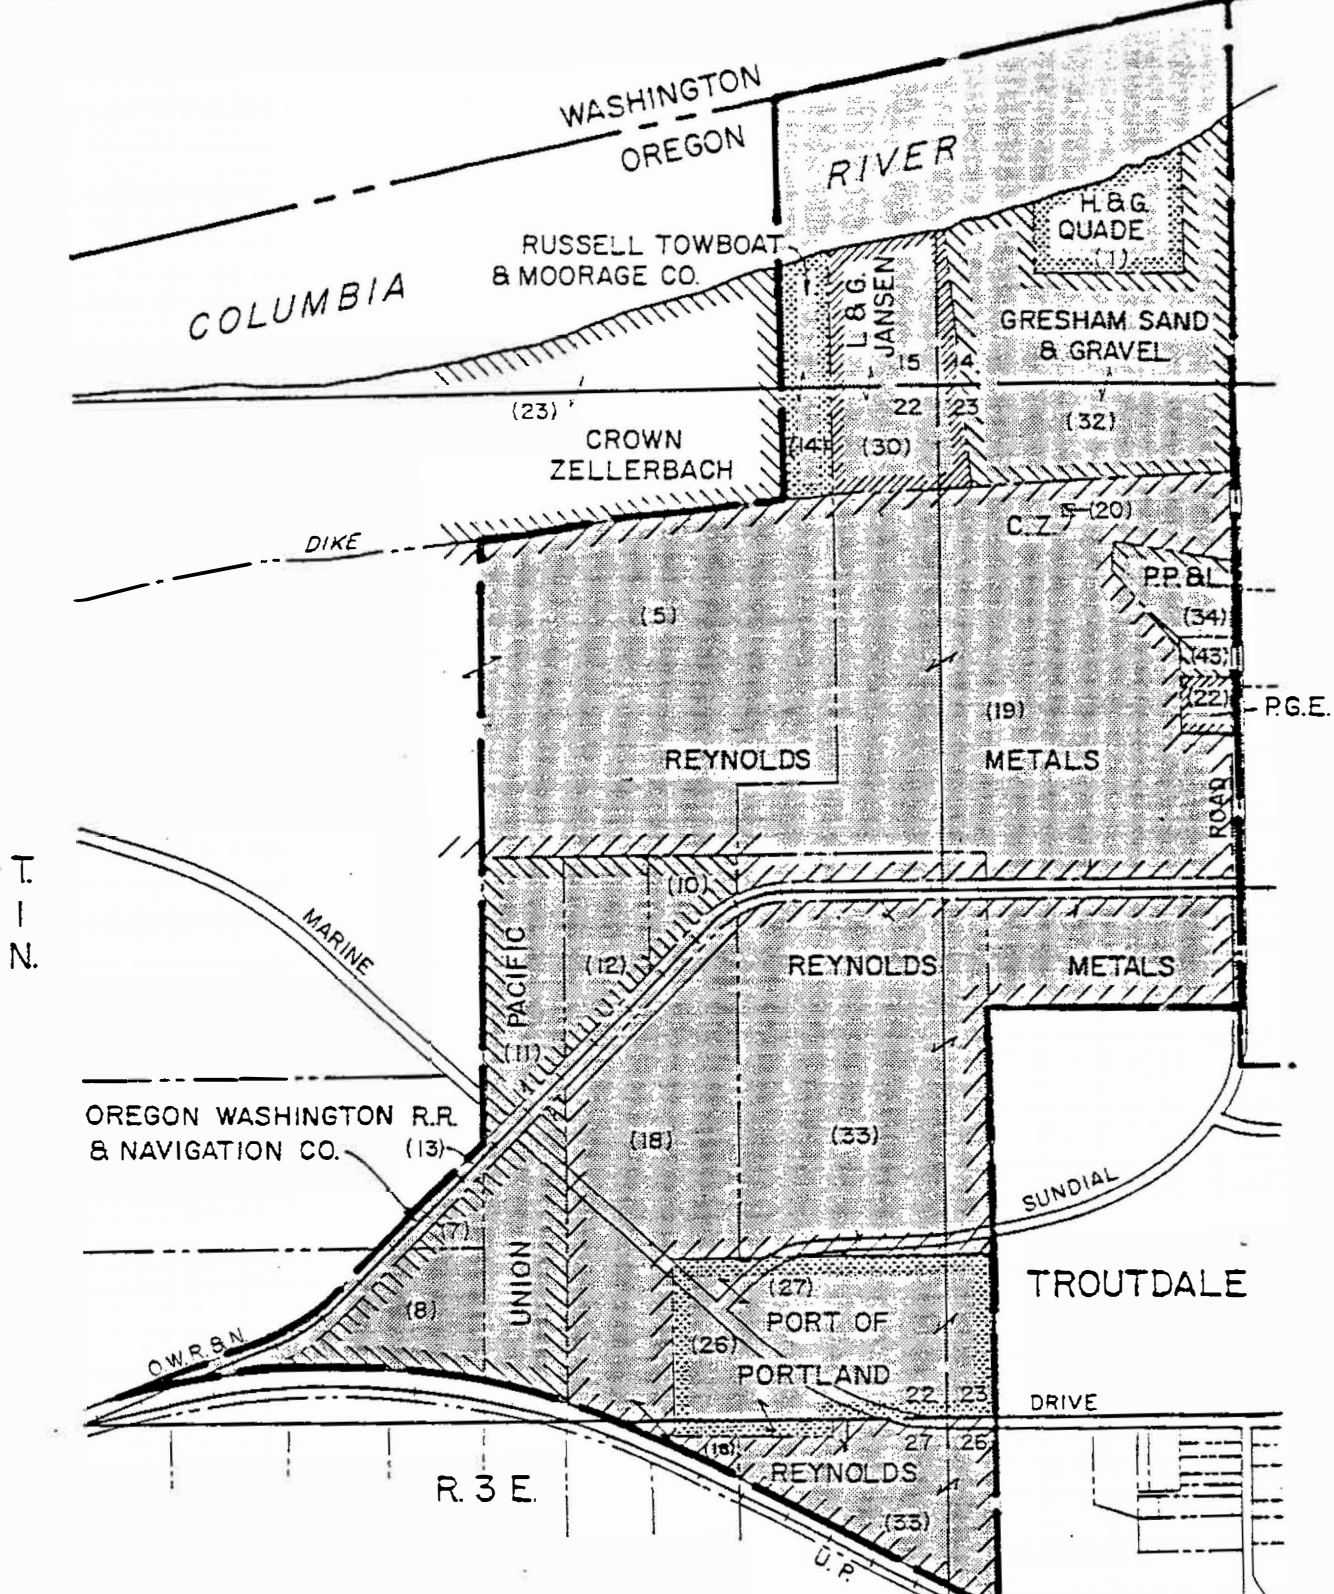 WASHINGTON
OREGON
COLUMBIA
RIVER
RUSSELL TOWBOAT
& MOORAGE CO.
H. & G.
QUADE
(1)
L. & G.
JANSEN
GRESHAM SAND
& GRAVEL
15
14
22
23
(23)
(14)
(30)
(32)
CROWN
ZELLERBACH
DIKE
C.Z.
(20)
P.P.&L.
(34)
(43)
(22)
P.G.E.
(5)
(19)
REYNOLDS
METALS
ROAD
T.
1
N.
MARINE
(10)
PACIFIC
(12)
(11)
REYNOLDS
METALS
OREGON WASHINGTON R.R.
& NAVIGATION CO.
(13)
(18)
(33)
SUNDIAL
(7)
(8)
UNION
O.W.R.&N.
TROUTDALE
(27)
PORT OF
(26)
PORTLAND
22
23
DRIVE
27
26
REYNOLDS
(33)
R. 3 E.
U.P.